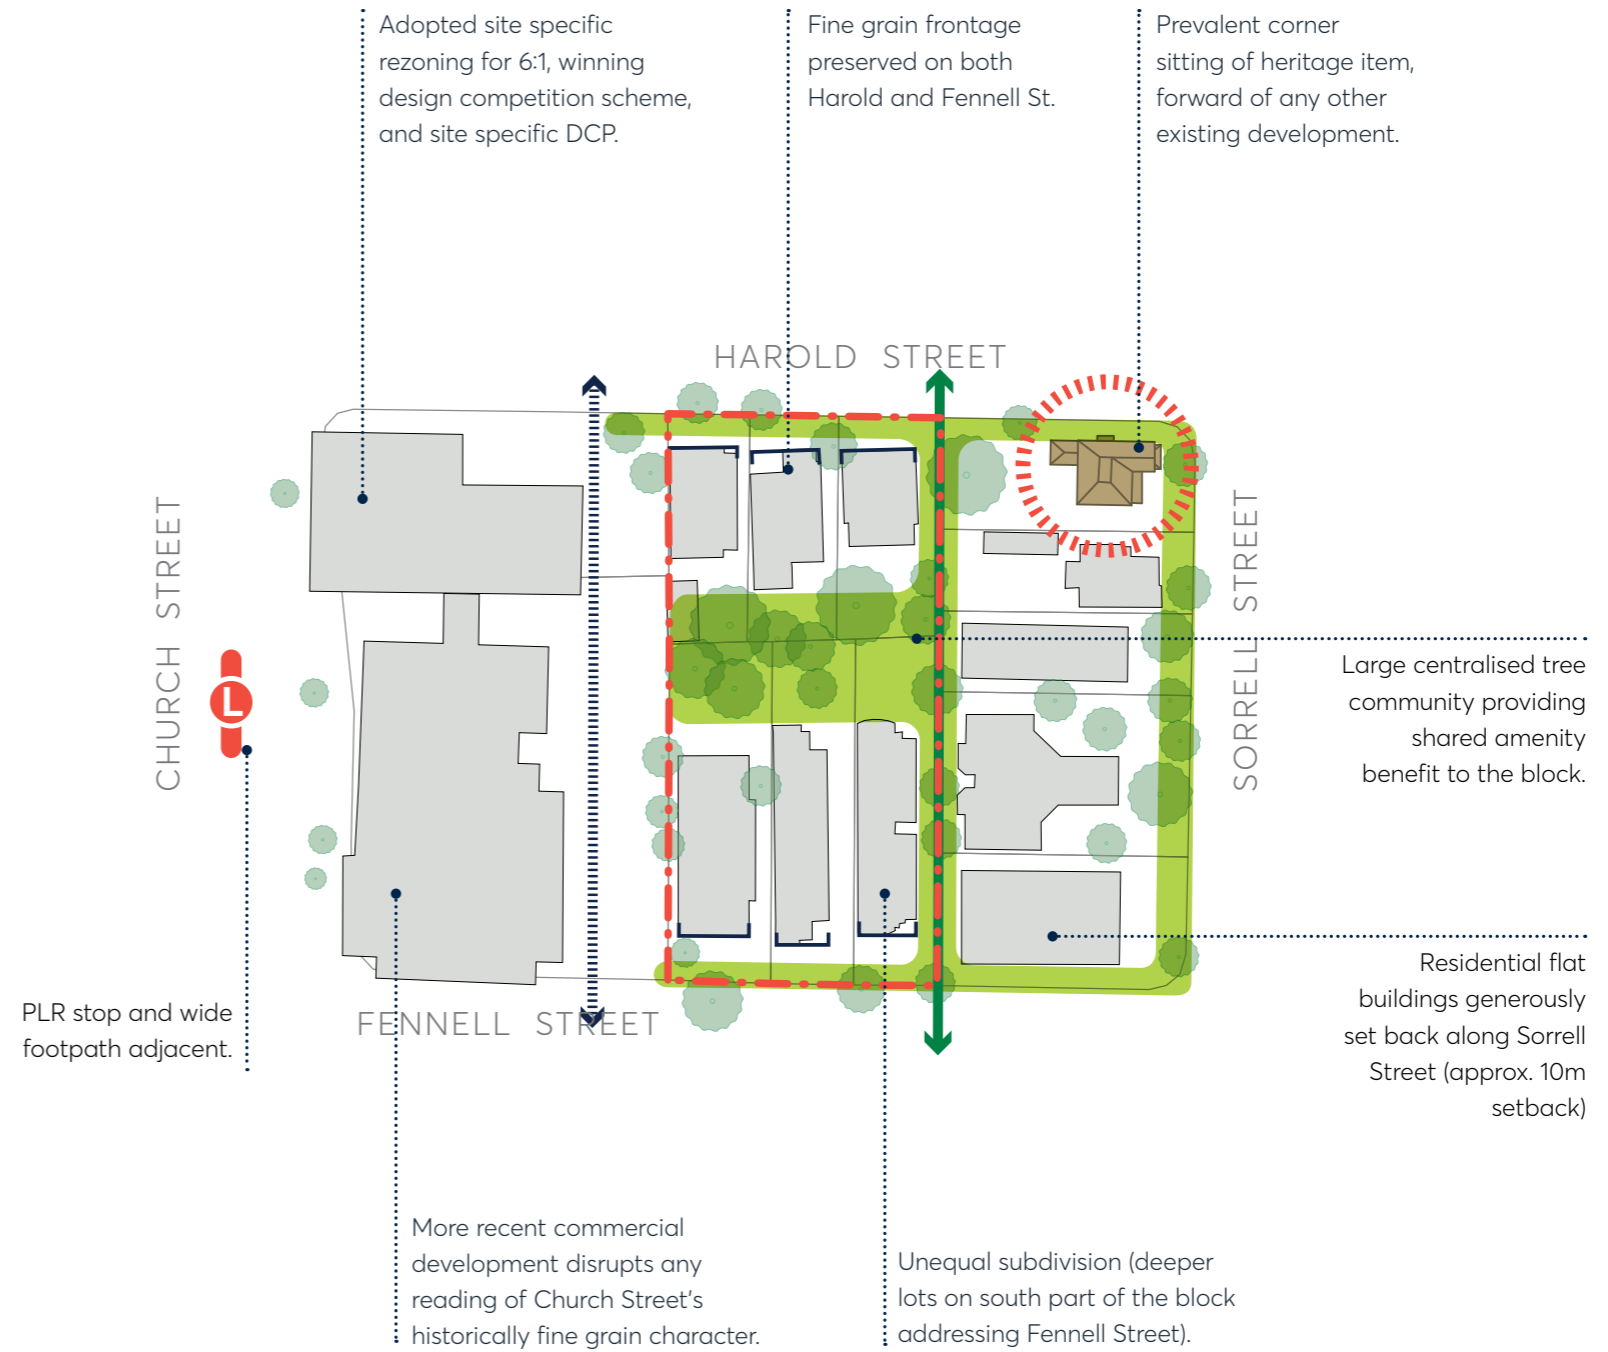 Adopted site specific
rezoning for 6:1, winning
design competition scheme,
and site specific DCP.
Fine grain frontage
preserved on both
Harold and Fennell St.
Prevalent corner
sitting of heritage item,
forward of any other
existing development.
HAROLD STREET
CHURCH STREET
L
SORRELL STREET
Large centralised tree
community providing
shared amenity
benefit to the block.
Residential flat
buildings generously
set back along Sorrell
Street (approx. 10m
setback)
PLR stop and wide
footpath adjacent.
FENNELL STREET
More recent commercial
development disrupts any
reading of Church Street's
historically fine grain character.
Unequal subdivision (deeper
lots on south part of the block
addressing Fennell Street).